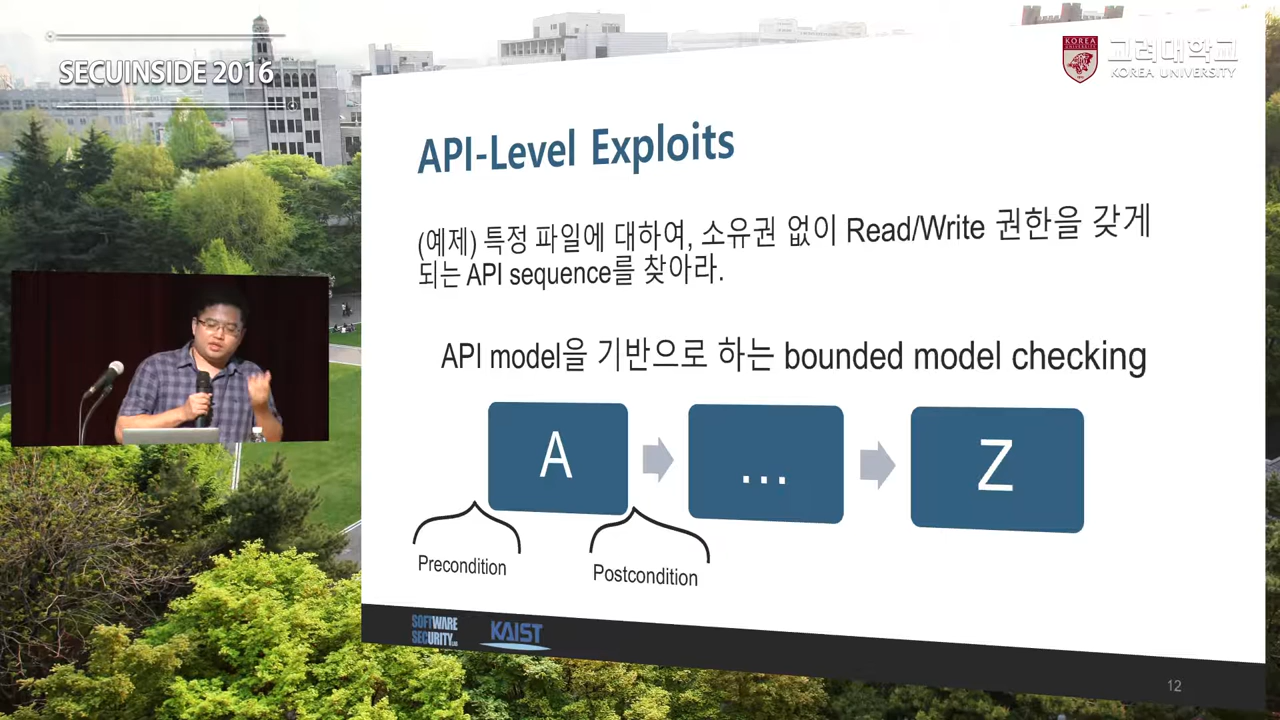 SECUINSIDE 2016
KOREA
UNIVERSITY
고려대학교
KOREA UNIVERSITY
API-Level Exploits
(예제) 특정 파일에 대하여, 소유권 없이 Read/Write 권한을 갖게
되는 API sequence를 찾아라.
API model을 기반으로 하는 bounded model checking
A
...
Z
Precondition
Postcondition
SOFTWARE
SECURITY
KAIST
12